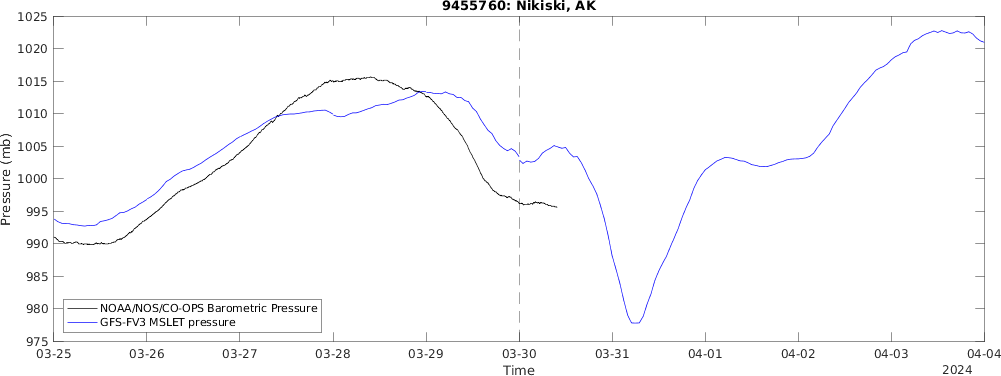 9455760: Nikiski, AK
1025
1020
1015
1010
1005
1000
995
990
985
980
975
Pressure (mb)
NOAA/NOS/CO-OPS Barometric Pressure
GFS-FV3 MSLET pressure
03-25 03-26 03-27 03-28 03-29 03-30 03-31 04-01 04-02 04-03 04-04
Time
2024